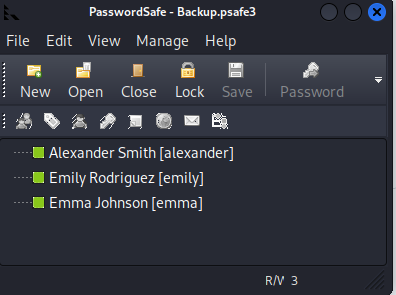 PasswordSafe - Backup.psafe3
File Edit View Manage Help
New Open Close Lock Save Password
Alexander Smith [alexander]
Emily Rodriguez [emily]
Emma Johnson [emma]
R/W 3